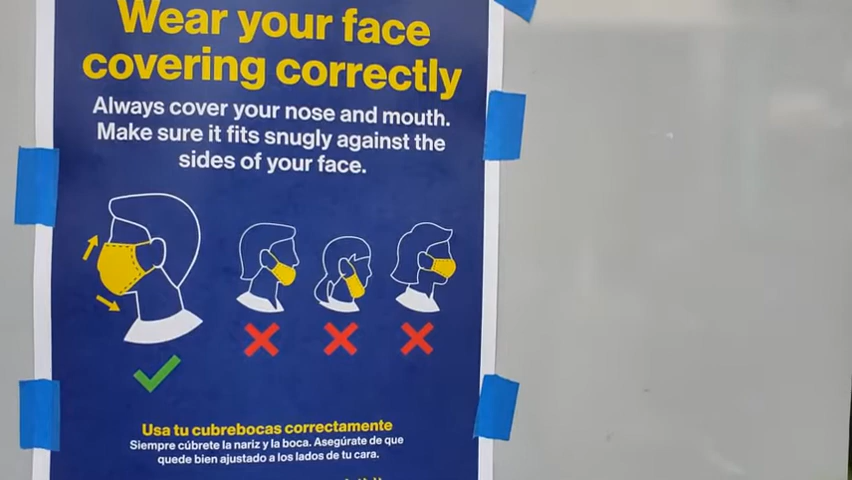 Wear your face
covering correctly
Always cover your nose and mouth.
Make sure it fits snugly against the
sides of your face.
Usa tu cubrebocas correctamente
Siempre cúbrete la nariz y la boca. Asegúrate de que
quede bien ajustado a los lados de tu cara.